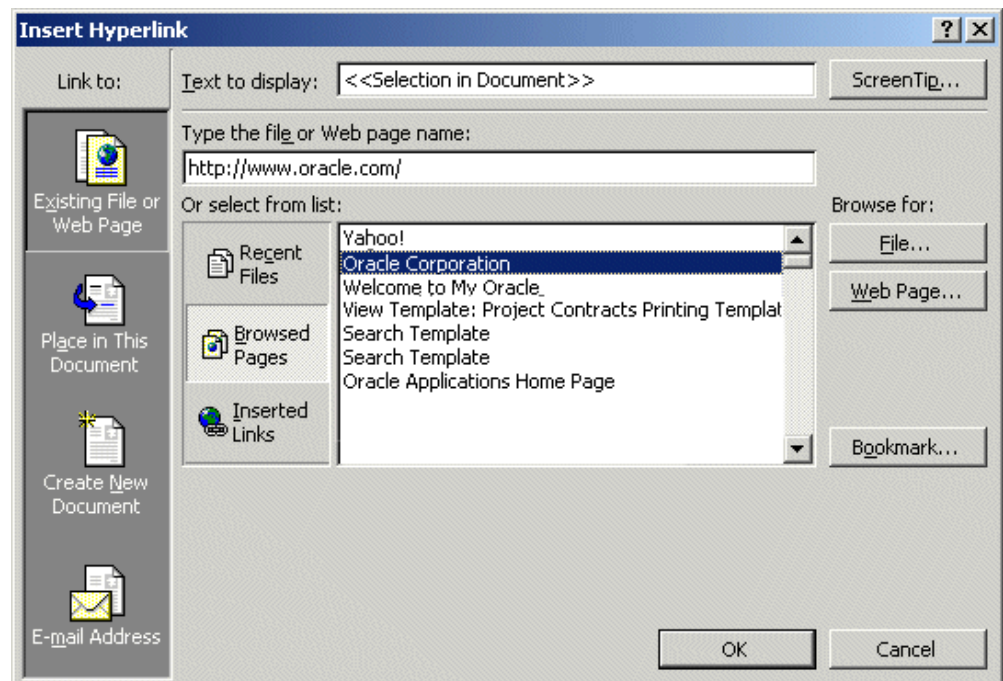 Insert Hyperlink
Link to:
Text to display:
<<Selection in Document>>
ScreenTip...
Existing File or
Web Page
Place in This
Document
Create New
Document
E-mail Address
Type the file or Web page name:
http://www.oracle.com/
Or select from list:
Recent
Files
Browsed
Pages
Inserted
Links
Yahoo!
Oracle Corporation
Welcome to My Oracle_
View Template: Project Contracts Printing Templat
Search Template
Search Template
Oracle Applications Home Page
Browse for:
File...
Web Page...
Bookmark...
OK
Cancel